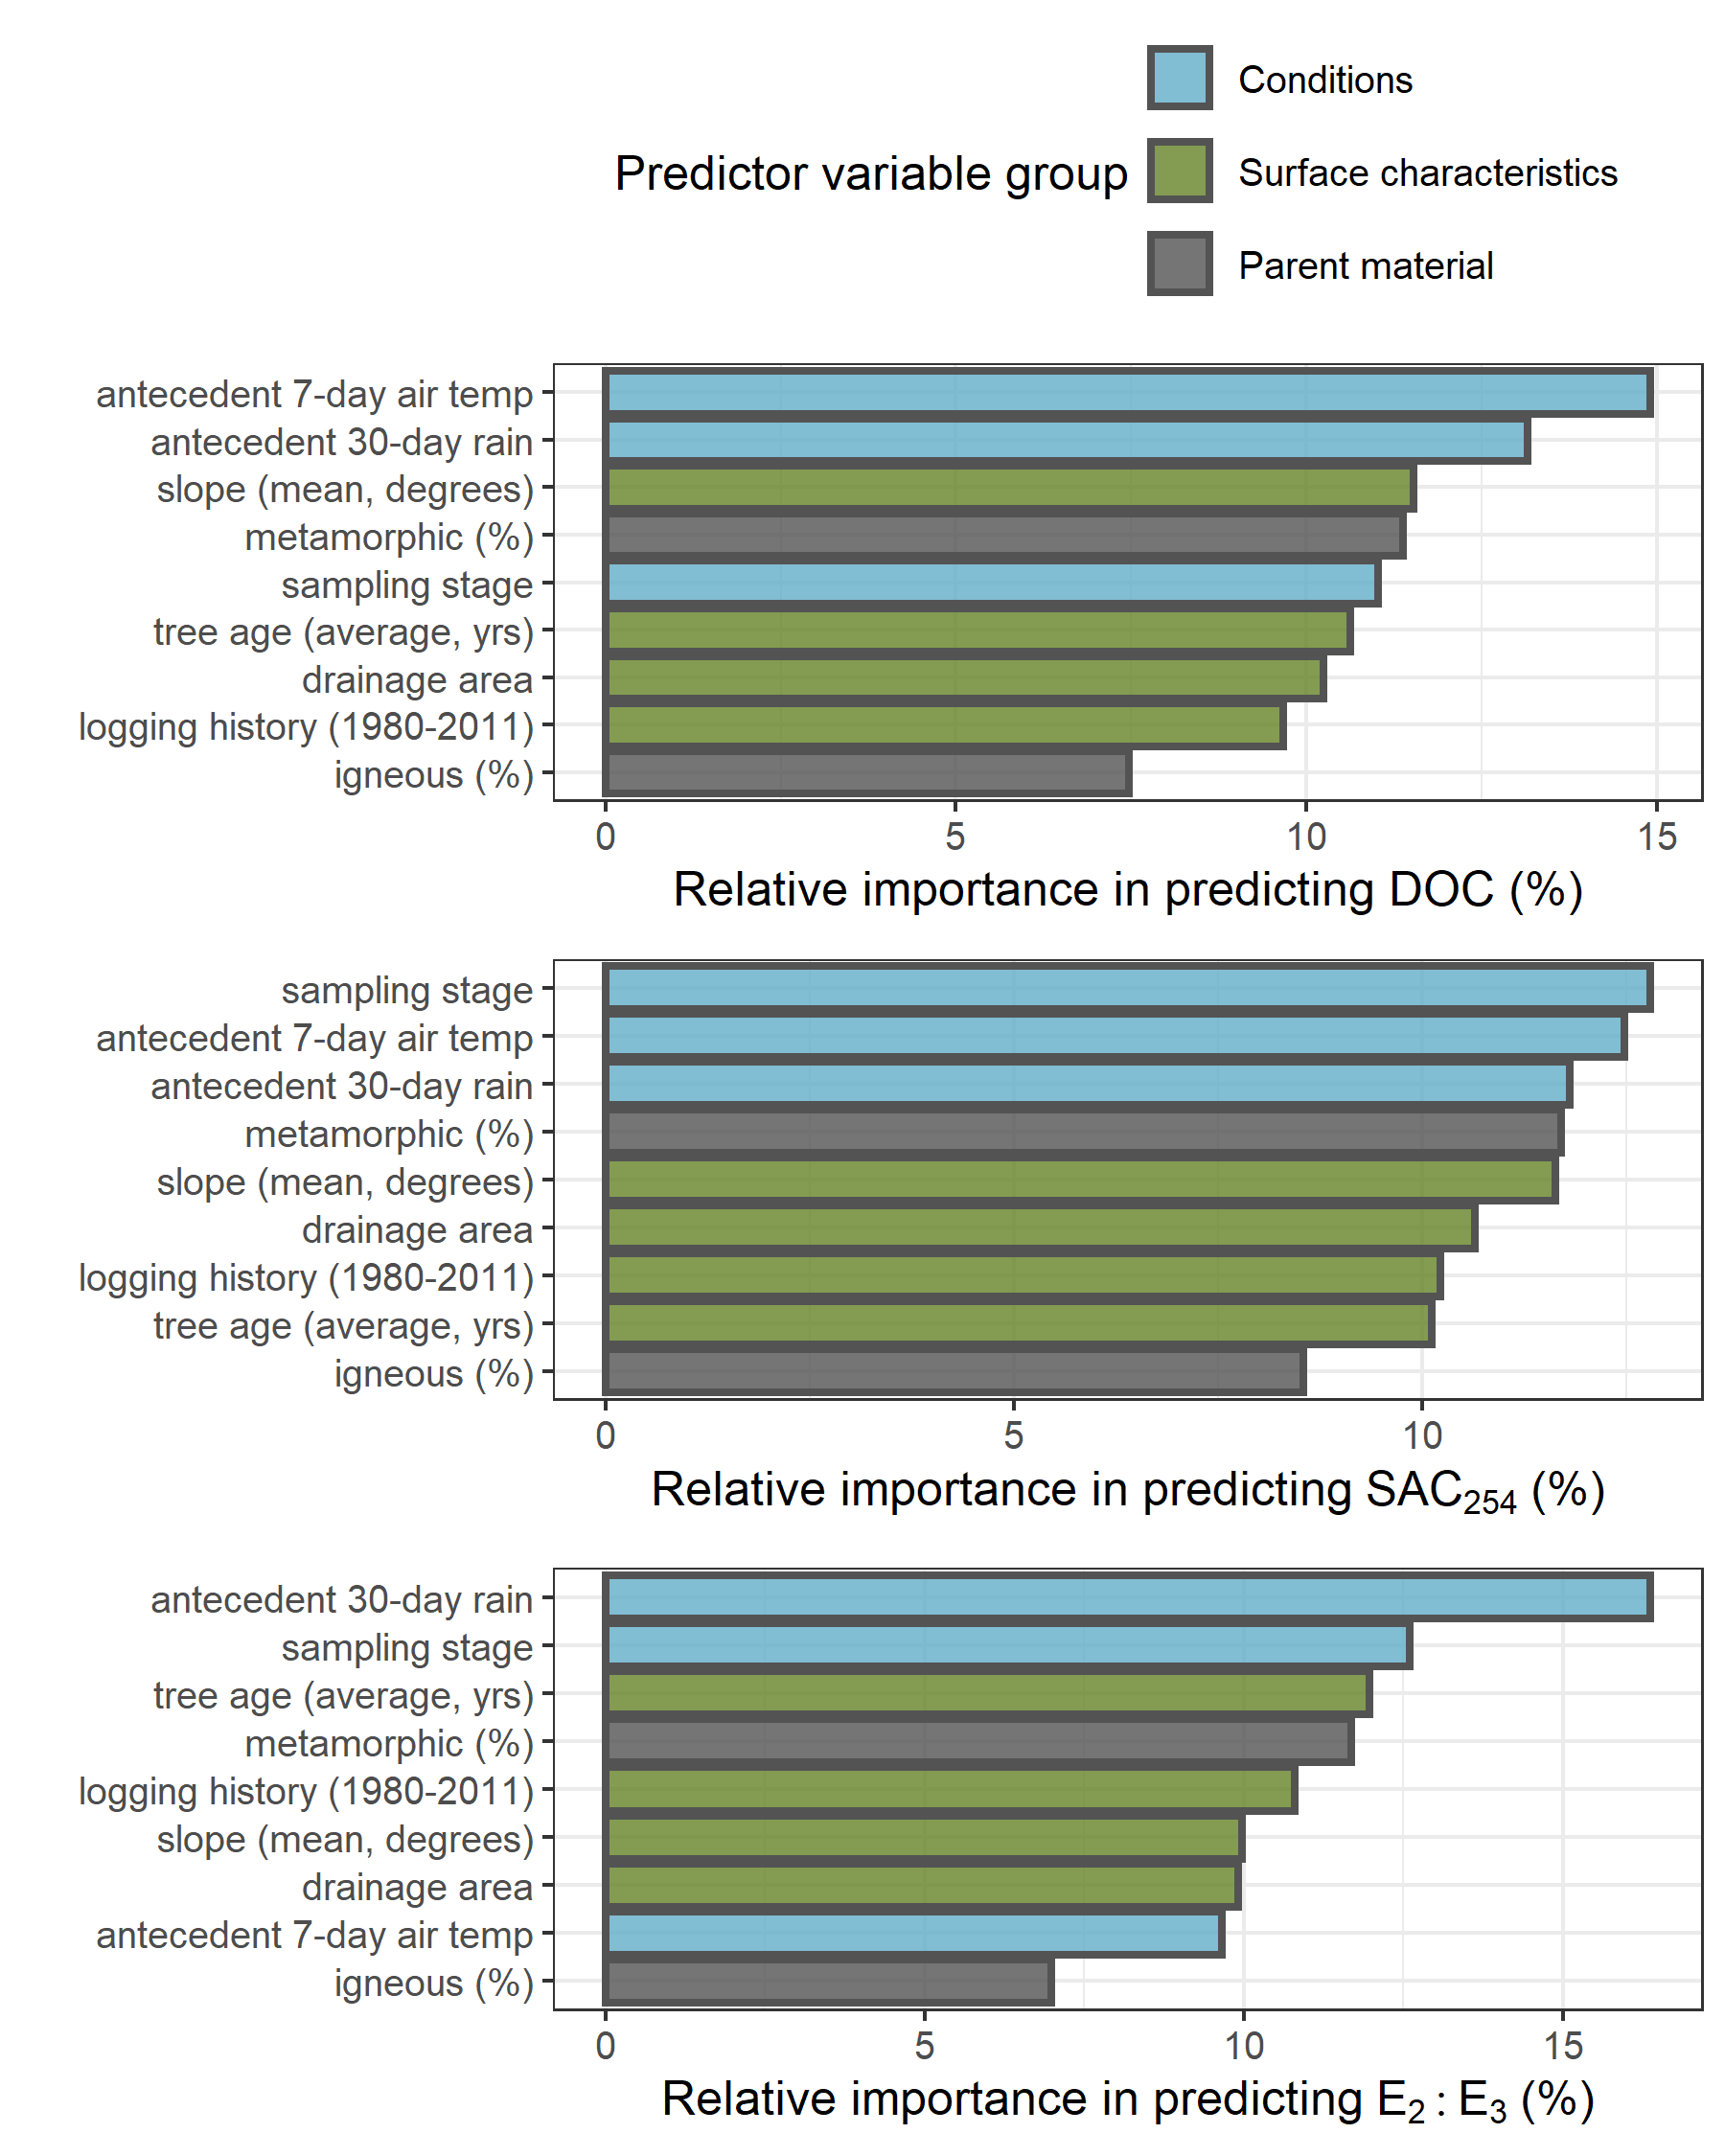 Conditions
Predictor variable group
Surface characteristics
Parent material
antecedent 7-day air temp
antecedent 30-day rain
slope (mean, degrees)
metamorphic (%)
sampling stage
tree age (average, yrs)
drainage area
logging history (1980-2011)
igneous (%)
0 5 10 15
Relative importance in predicting DOC (%)
sampling stage
antecedent 7-day air temp
antecedent 30-day rain
metamorphic (%)
slope (mean, degrees)
drainage area
logging history (1980-2011)
tree age (average, yrs)
igneous (%)
0 5 10
Relative importance in predicting SAC₂₅₄ (%)
antecedent 30-day rain
sampling stage
tree age (average, yrs)
metamorphic (%)
logging history (1980-2011)
slope (mean, degrees)
drainage area
antecedent 7-day air temp
igneous (%)
0 5 10 15
Relative importance in predicting E₂ : E₃ (%)